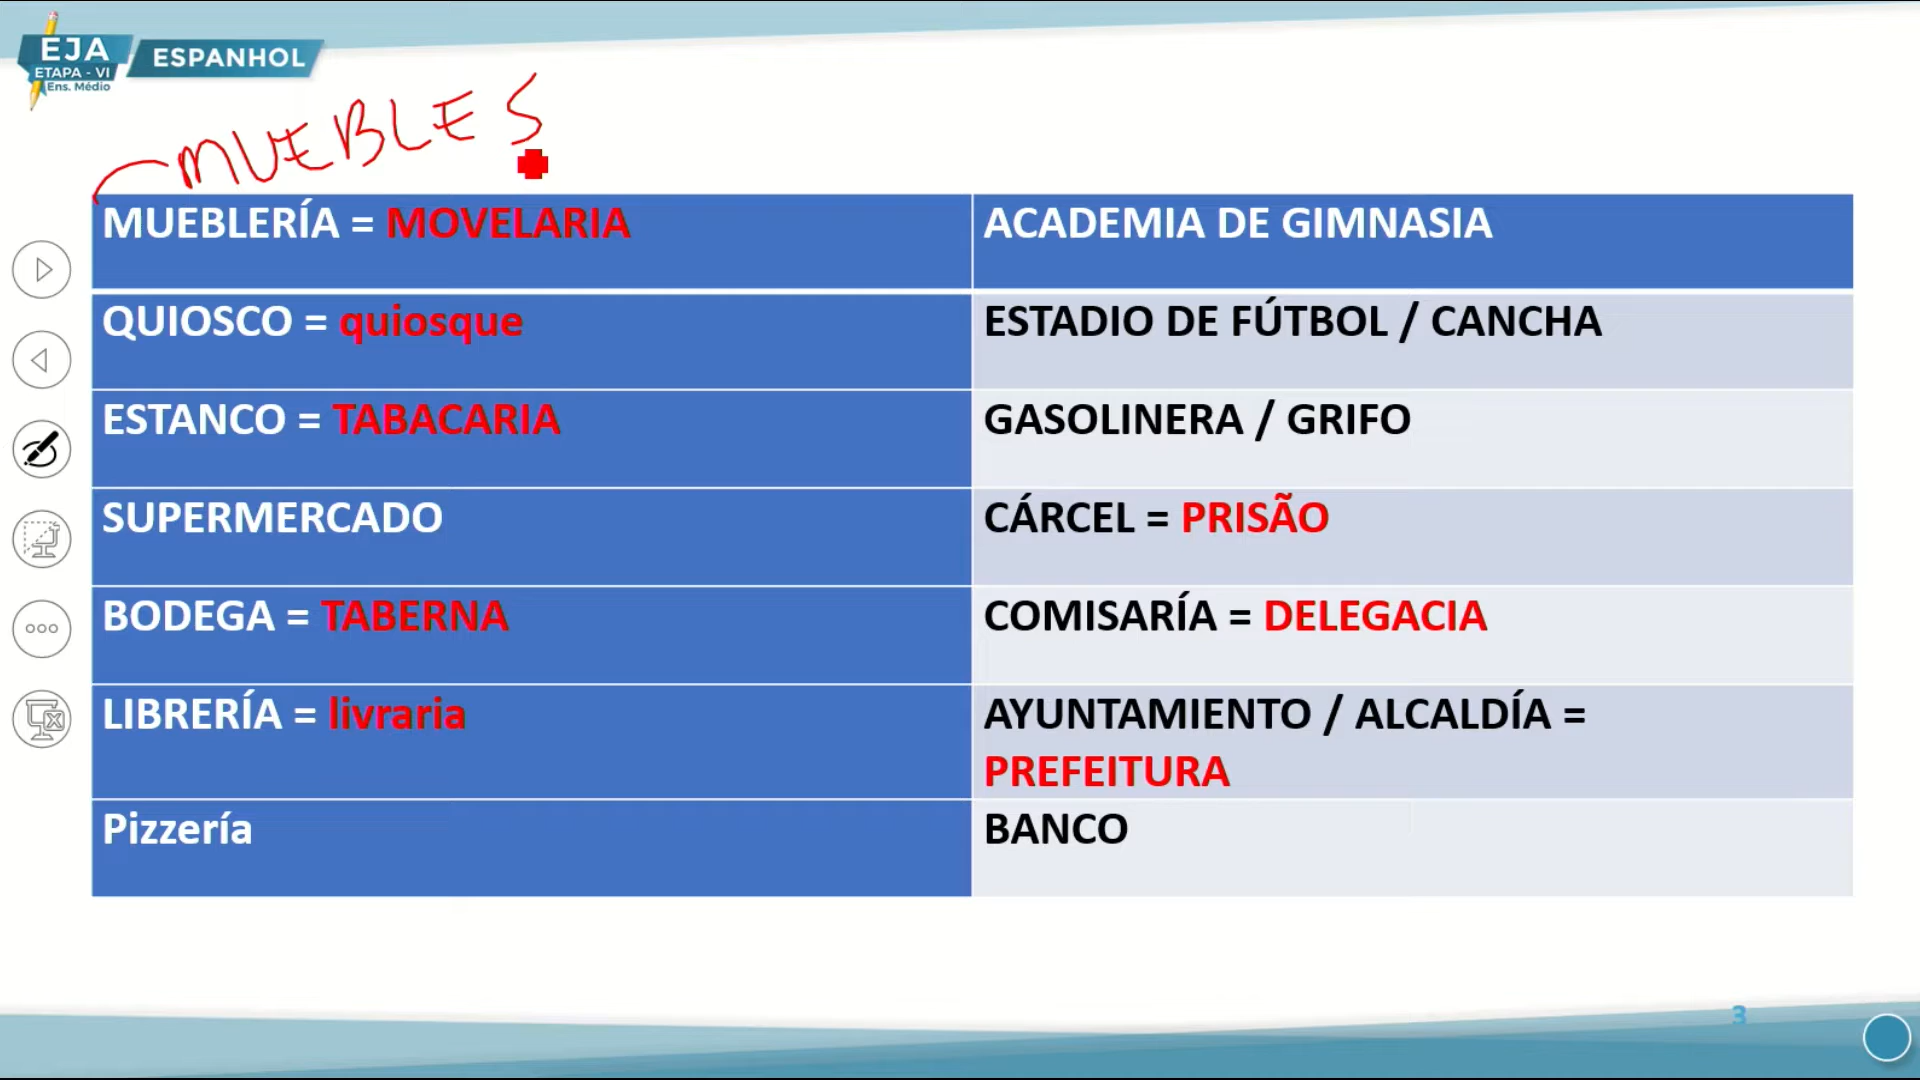 EJA
ETAPA - VI
Ens. Médio
ESPANHOL
MUEBLES
MUEBLERÍA = MOVELARIA
ACADEMIA DE GIMNASIA
QUIOSCO = quiosque
ESTADIO DE FÚTBOL / CANCHA
ESTANCO = TABACARIA
GASOLINERA / GRIFO
SUPERMERCADO
CÁRCEL = PRISÃO
BODEGA = TABERNA
COMISARÍA = DELEGACIA
LIBRERÍA = livraria
AYUNTAMIENTO / ALCALDÍA =
PREFEITURA
Pizzería
BANCO
3